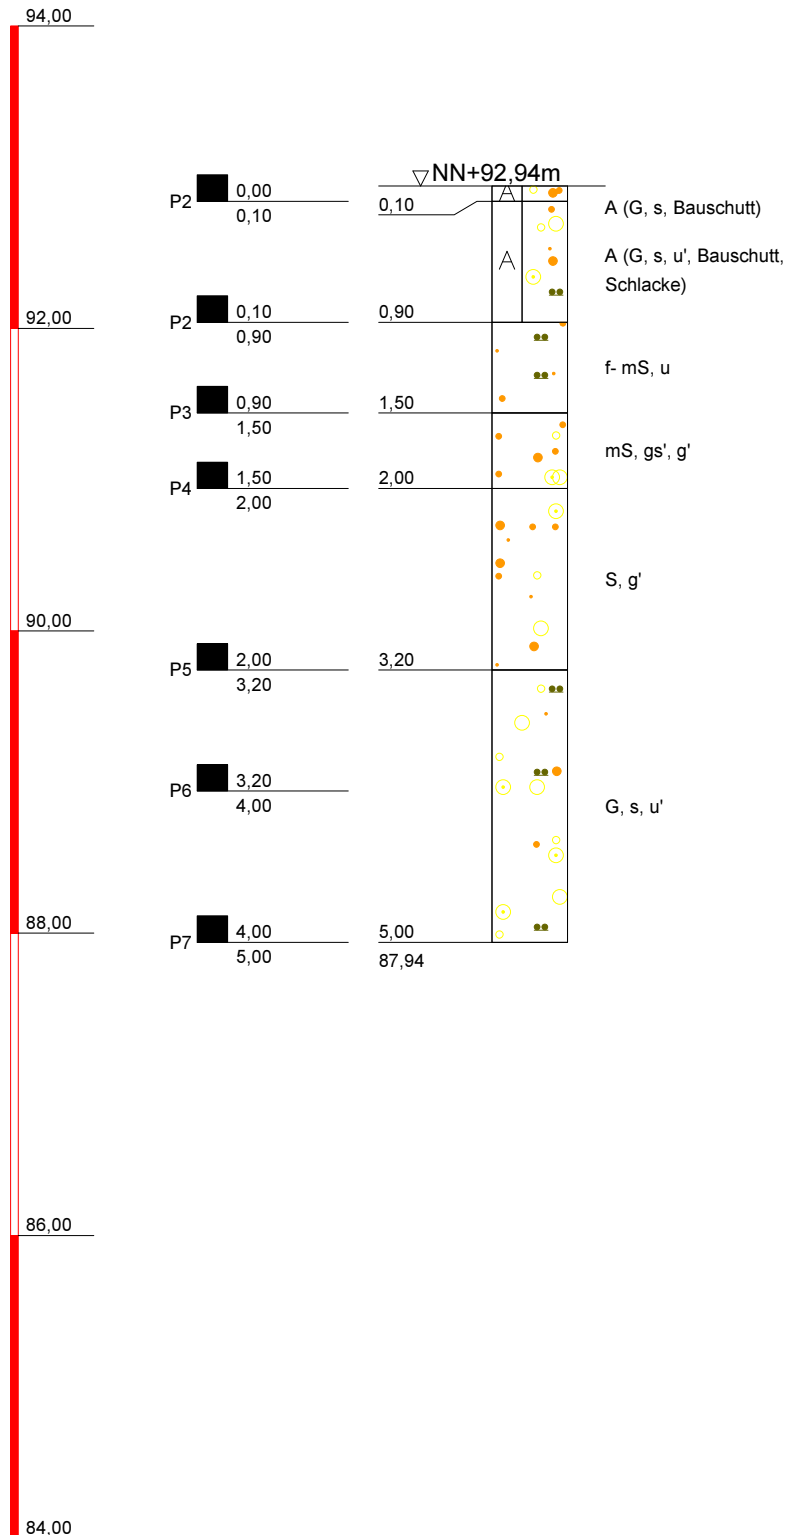 94,00
NN+92,94m
P2
0,00
0,10
0,10
A
A (G, s, Bauschutt)
A
A (G, s, u', Bauschutt,
Schlacke)
P2
0,10
0,90
0,90
92,00
f- mS, u
P3
0,90
1,50
1,50
mS, gs', g'
P4
1,50
2,00
2,00
S, g'
90,00
P5
2,00
3,20
3,20
P6
3,20
4,00
G, s, u'
88,00
P7
4,00
5,00
5,00
87,94
86,00
84,00